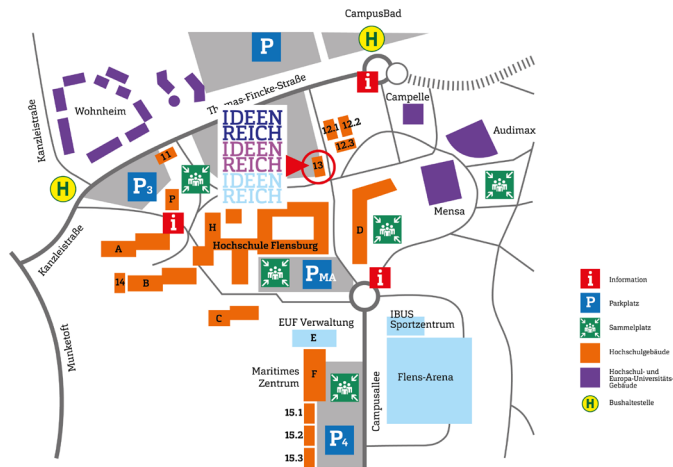 CampusBad
H
P
Thomas-Fincke-Straße
i
Campelle
Kanzleistraße
Wohnheim
IDEEN
REICH
IDEEN
REICH
IDEEN
REICH
12.1
12.2
12.3
13
Audimax
11
H
P3
P
i
Mensa
Kanzleistraße
A
H
Hochschule Flensburg
D
14
B
PMA
i
C
Munketoft
EUF Verwaltung
E
IBUS
Sportzentrum
Maritimes
Zentrum
F
Flens-Arena
Campusallee
15.1
15.2
P4
15.3
i Information
P Parkplatz
Sammelplatz
Hochschulgebäude
Hochschul- und
Europa-Universitäts-
Gebäude
H Bushaltestelle